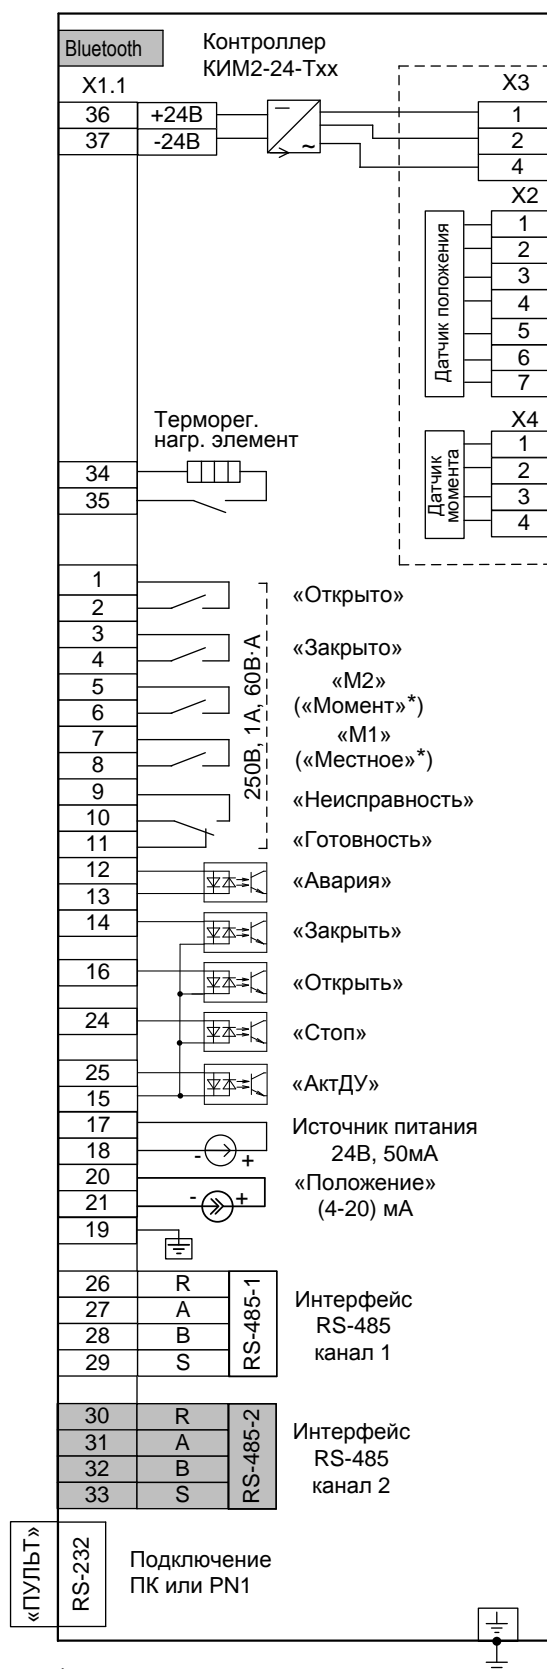 Bluetooth
Контроллер
КИМ2-24-Тхх
X1.1
36 +24В
37 -24В
X3
1
2
4
X2
Датчик положения
1
2
3
4
5
6
7
X4
Датчик
момента
1
2
3
4
Терморег.
нагр. элемент
34
35
250В, 1А, 60В·А
1
2
«Открыто»
3
4
«Закрыто»
5
6
«М2»
(«Момент»*)
7
8
«М1»
(«Местное»*)
9
10
11
«Неисправность»
«Готовность»
12
13
«Авария»
14
«Закрыть»
16
«Открыть»
24
«Стоп»
25
15
«АктДУ»
17
18
- +
Источник питания
24В, 50мА
20
21
- +
«Положение»
(4-20) мА
19
26 R
27 A
28 B
29 S
RS-485-1
Интерфейс
RS-485
канал 1
30 R
31 A
32 B
33 S
RS-485-2
Интерфейс
RS-485
канал 2
«ПУЛЬТ»
RS-232
Подключение
ПК или PN1